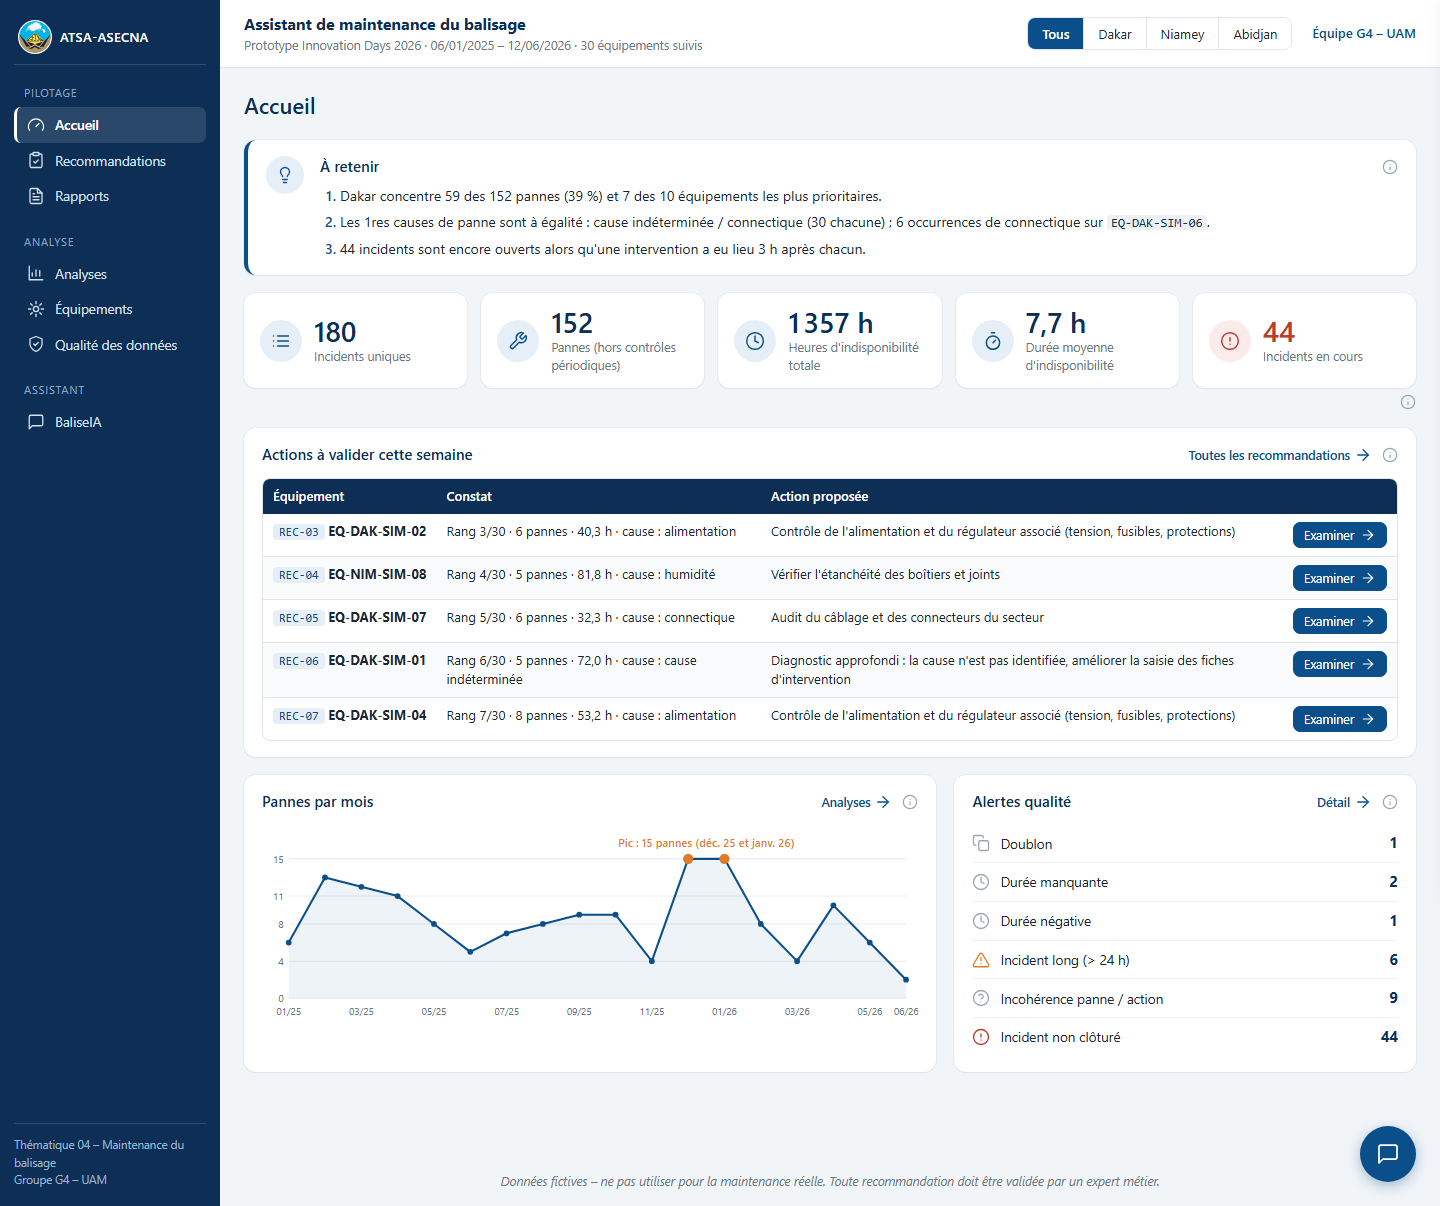 ATSA-ASECNA
PILOTAGE
Accueil
Recommandations
Rapports
ANALYSE
Analyses
Équipements
Qualité des données
ASSISTANT
BaliseIA
Thématique 04 – Maintenance du
balisage
Groupe G4 – UAM
Assistant de maintenance du balisage
Prototype Innovation Days 2026 · 06/01/2025 – 12/06/2026 · 30 équipements suivis
Tous Dakar Niamey Abidjan
Équipe G4 – UAM
Accueil
À retenir
1. Dakar concentre 59 des 152 pannes (39 %) et 7 des 10 équipements les plus prioritaires.
2. Les 1res causes de panne sont à égalité : cause indéterminée / connectique (30 chacune) ; 6 occurrences de connectique sur EQ-DAK-SIM-06.
3. 44 incidents sont encore ouverts alors qu'une intervention a eu lieu 3 h après chacun.
180
Incidents uniques
152
Pannes (hors contrôles
périodiques)
1 357 h
Heures d'indisponibilité
totale
7,7 h
Durée moyenne
d'indisponibilité
44
Incidents en cours
Actions à valider cette semaine
Toutes les recommandations →
Équipement Constat Action proposée
REC-03 EQ-DAK-SIM-02 Rang 3/30 · 6 pannes · 40,3 h · cause : alimentation Contrôle de l'alimentation et du régulateur associé (tension, fusibles, protections) Examiner →
REC-04 EQ-NIM-SIM-08 Rang 4/30 · 5 pannes · 81,8 h · cause : humidité Vérifier l'étanchéité des boîtiers et joints Examiner →
REC-05 EQ-DAK-SIM-07 Rang 5/30 · 6 pannes · 32,3 h · cause : connectique Audit du câblage et des connecteurs du secteur Examiner →
REC-06 EQ-DAK-SIM-01 Rang 6/30 · 5 pannes · 72,0 h · cause : cause Diagnostic approfondi : la cause n'est pas identifiée, améliorer la saisie des fiches Examiner →
indéterminée d'intervention
REC-07 EQ-DAK-SIM-04 Rang 7/30 · 8 pannes · 53,2 h · cause : alimentation Contrôle de l'alimentation et du régulateur associé (tension, fusibles, protections) Examiner →
Pannes par mois
Analyses →
Pic : 15 pannes (déc. 25 et janv. 26)
15
11
8
4
0
01/25 03/25 05/25 07/25 09/25 11/25 01/26 03/26 05/26 06/26
Alertes qualité
Détail →
Doublon 1
Durée manquante 2
Durée négative 1
Incident long (> 24 h) 6
Incohérence panne / action 9
Incident non clôturé 44
Données fictives – ne pas utiliser pour la maintenance réelle. Toute recommandation doit être validée par un expert métier.